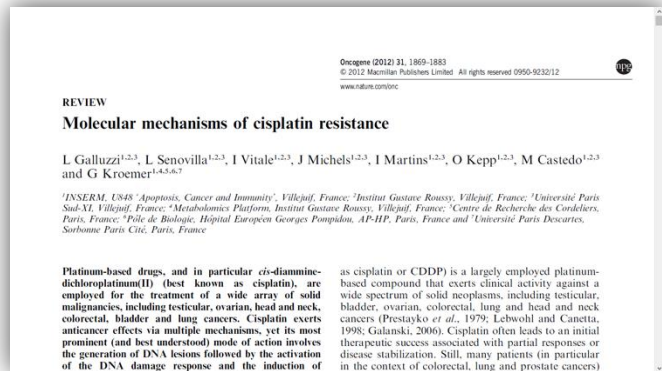 Oncogene (2012) 31, 1869–1883
© 2012 Macmillan Publishers Limited All rights reserved 0950-9232/12
npg
www.nature.com/onc
REVIEW
Molecular mechanisms of cisplatin resistance
L Galluzzi1,2,3, L Senovilla1,2,3, I Vitale1,2,3, J Michels1,2,3, I Martins1,2,3, O Kepp1,2,3, M Castedo1,2,3
and G Kroemer1,4,5,6,7
1INSERM, U848 'Apoptosis, Cancer and Immunity', Villejuif, France; 2Institut Gustave Roussy, Villejuif, France; 3Université Paris
Sud-XI, Villejuif, France; 4Metabolomics Platform, Institut Gustave Roussy, Villejuif, France; 5Centre de Recherche des Cordeliers,
Paris, France; 6Pôle de Biologie, Hôpital Européen Georges Pompidou, AP-HP, Paris, France and 7Université Paris Descartes,
Sorbonne Paris Cité, Paris, France
Platinum-based drugs, and in particular cis-diammine-
dichloroplatinum(II) (best known as cisplatin), are
employed for the treatment of a wide array of solid
malignancies, including testicular, ovarian, head and neck,
colorectal, bladder and lung cancers. Cisplatin exerts
anticancer effects via multiple mechanisms, yet its most
prominent (and best understood) mode of action involves
the generation of DNA lesions followed by the activation
of the DNA damage response and the induction of
as cisplatin or CDDP) is a largely employed platinum-
based compound that exerts clinical activity against a
wide spectrum of solid neoplasms, including testicular,
bladder, ovarian, colorectal, lung and head and neck
cancers (Prestayko et al., 1979; Lebwohl and Canetta,
1998; Galanski, 2006). Cisplatin often leads to an initial
therapeutic success associated with partial responses or
disease stabilization. Still, many patients (in particular
in the context of colorectal, lung and prostate cancers)